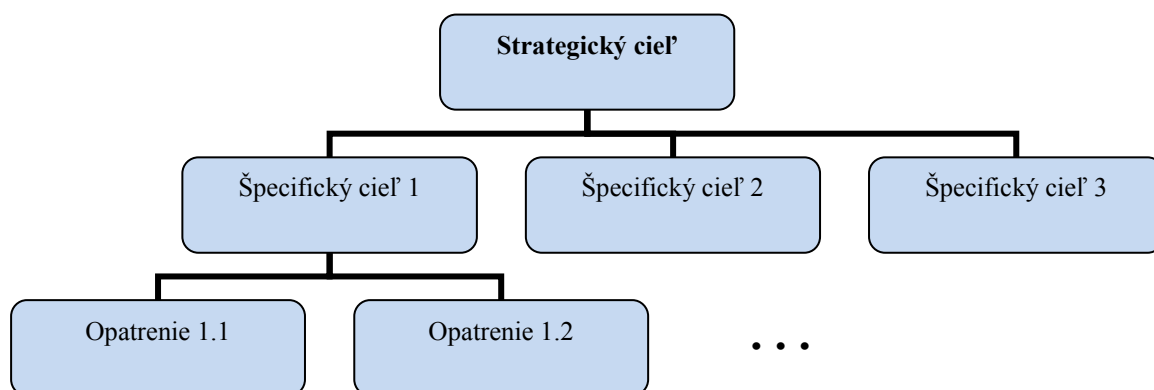 Strategický cieľ
Špecifický cieľ 1
Špecifický cieľ 2
Špecifický cieľ 3
Opatrenie 1.1
Opatrenie 1.2
. . .